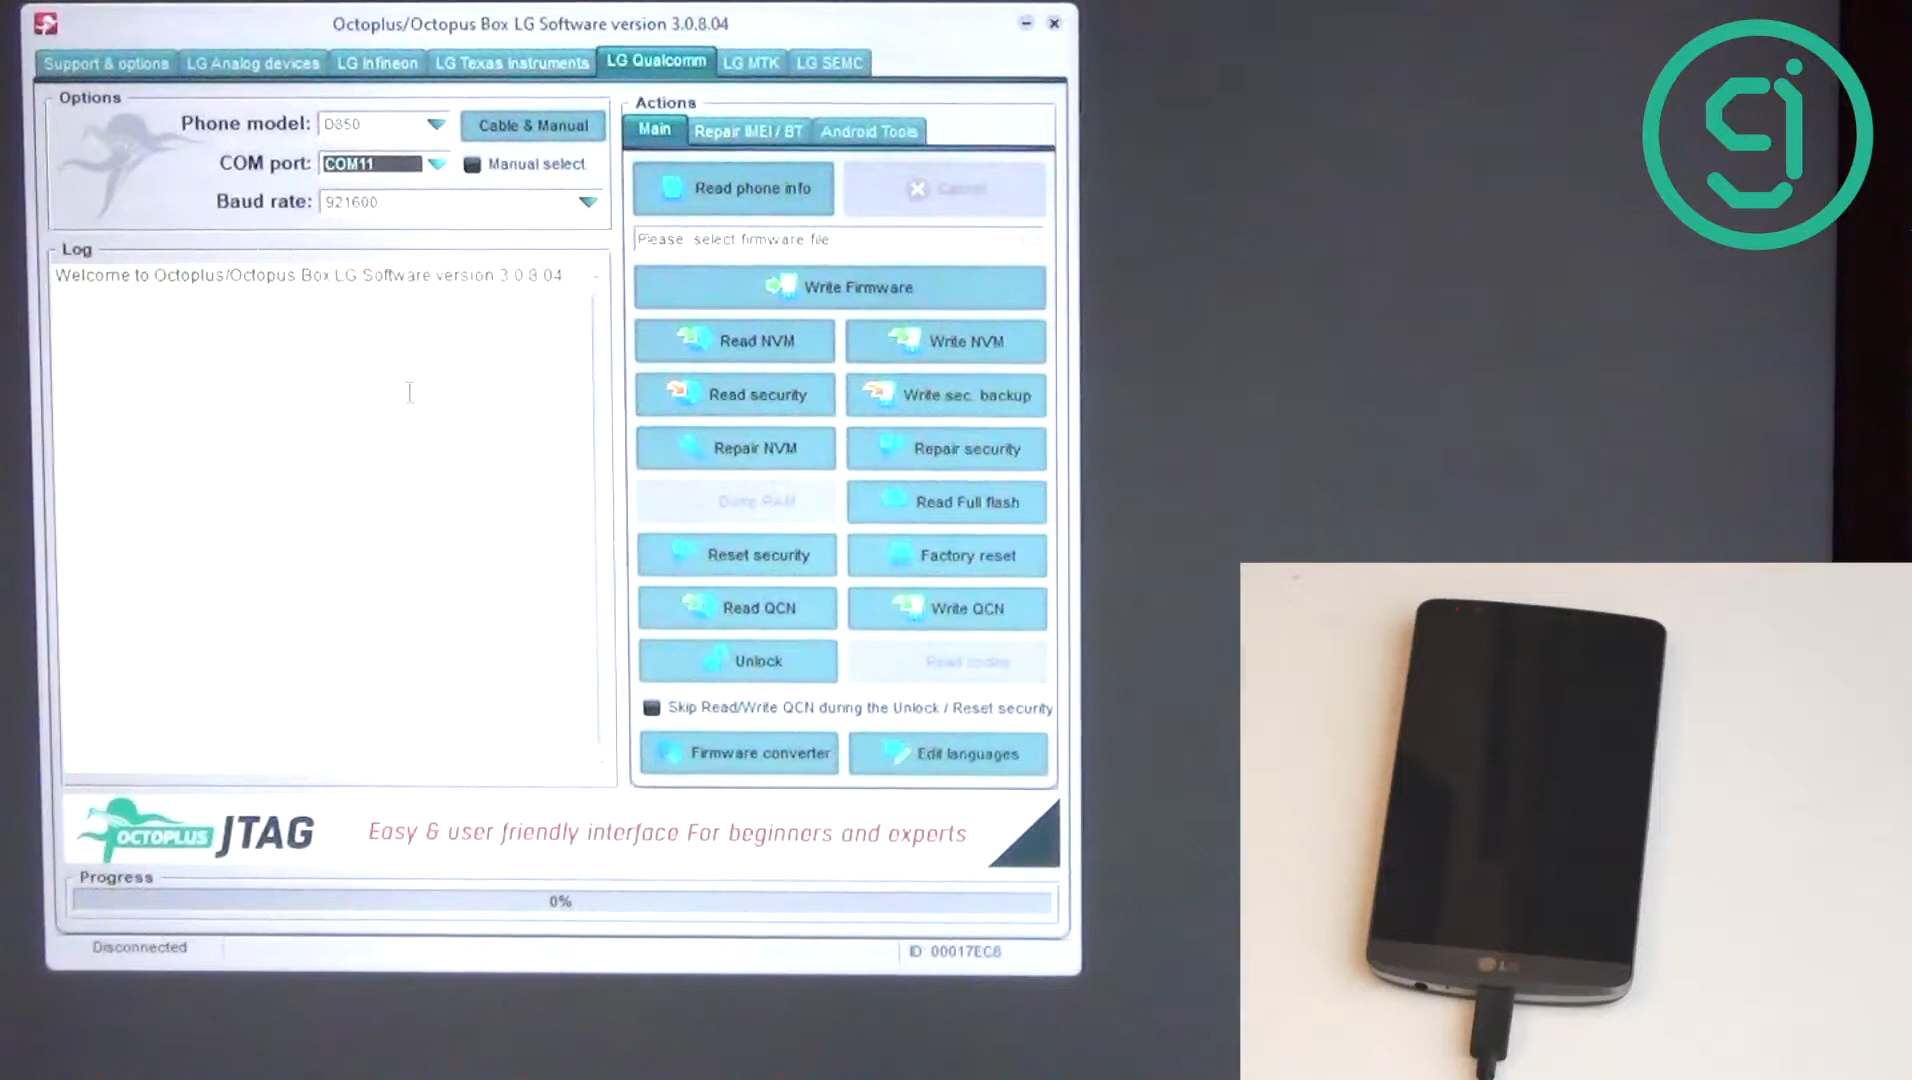 Octoplus/Octopus Box LG Software version 3.0.8.04
Support & options LG Analog devices LG Infineon LG Texas Instruments LG Qualcomm LG MTK LG SEMC
Options
Phone model: D850 Cable & Manual
COM port: COM11 Manual select
Baud rate: 921600
Log
Welcome to Octoplus/Octopus Box LG Software version 3.0.8.04
Actions
Main Repair IMEI / BT Android Tools
Read phone info Cancel
Please select firmware file
Write Firmware
Read NVM Write NVM
Read security Write sec. backup
Repair NVM Repair security
Dump RAM Read Full flash
Reset security Factory reset
Read QCN Write QCN
Unlock Read codes
Skip Read/Write QCN during the Unlock / Reset security
Firmware converter Edit languages
OCTOPLUS JTAG Easy & user friendly interface For beginners and experts
Progress
0%
Disconnected ID: 00017EC8
gj
LG